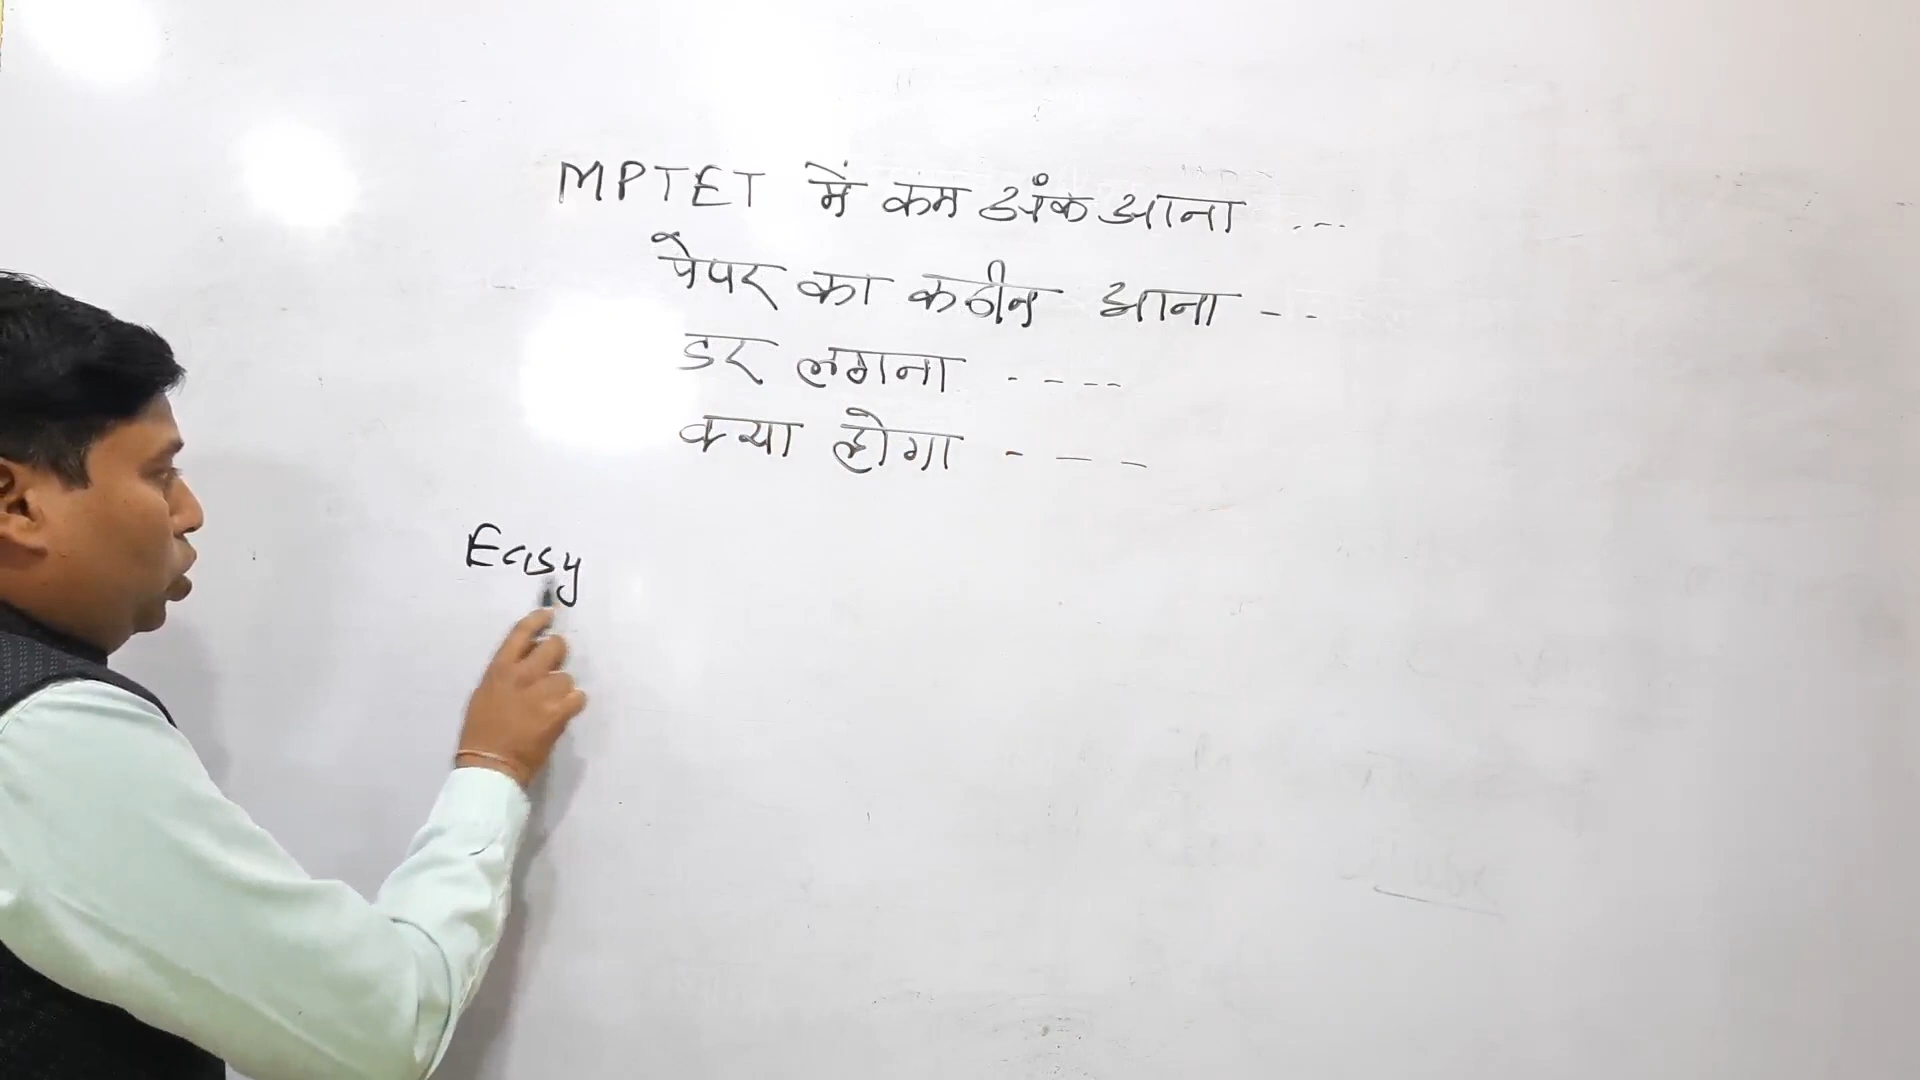 MPTET में कम अंक आना ...
पेपर का कठीन आना --
डर लगना ----
क्या होगा ---
Easy